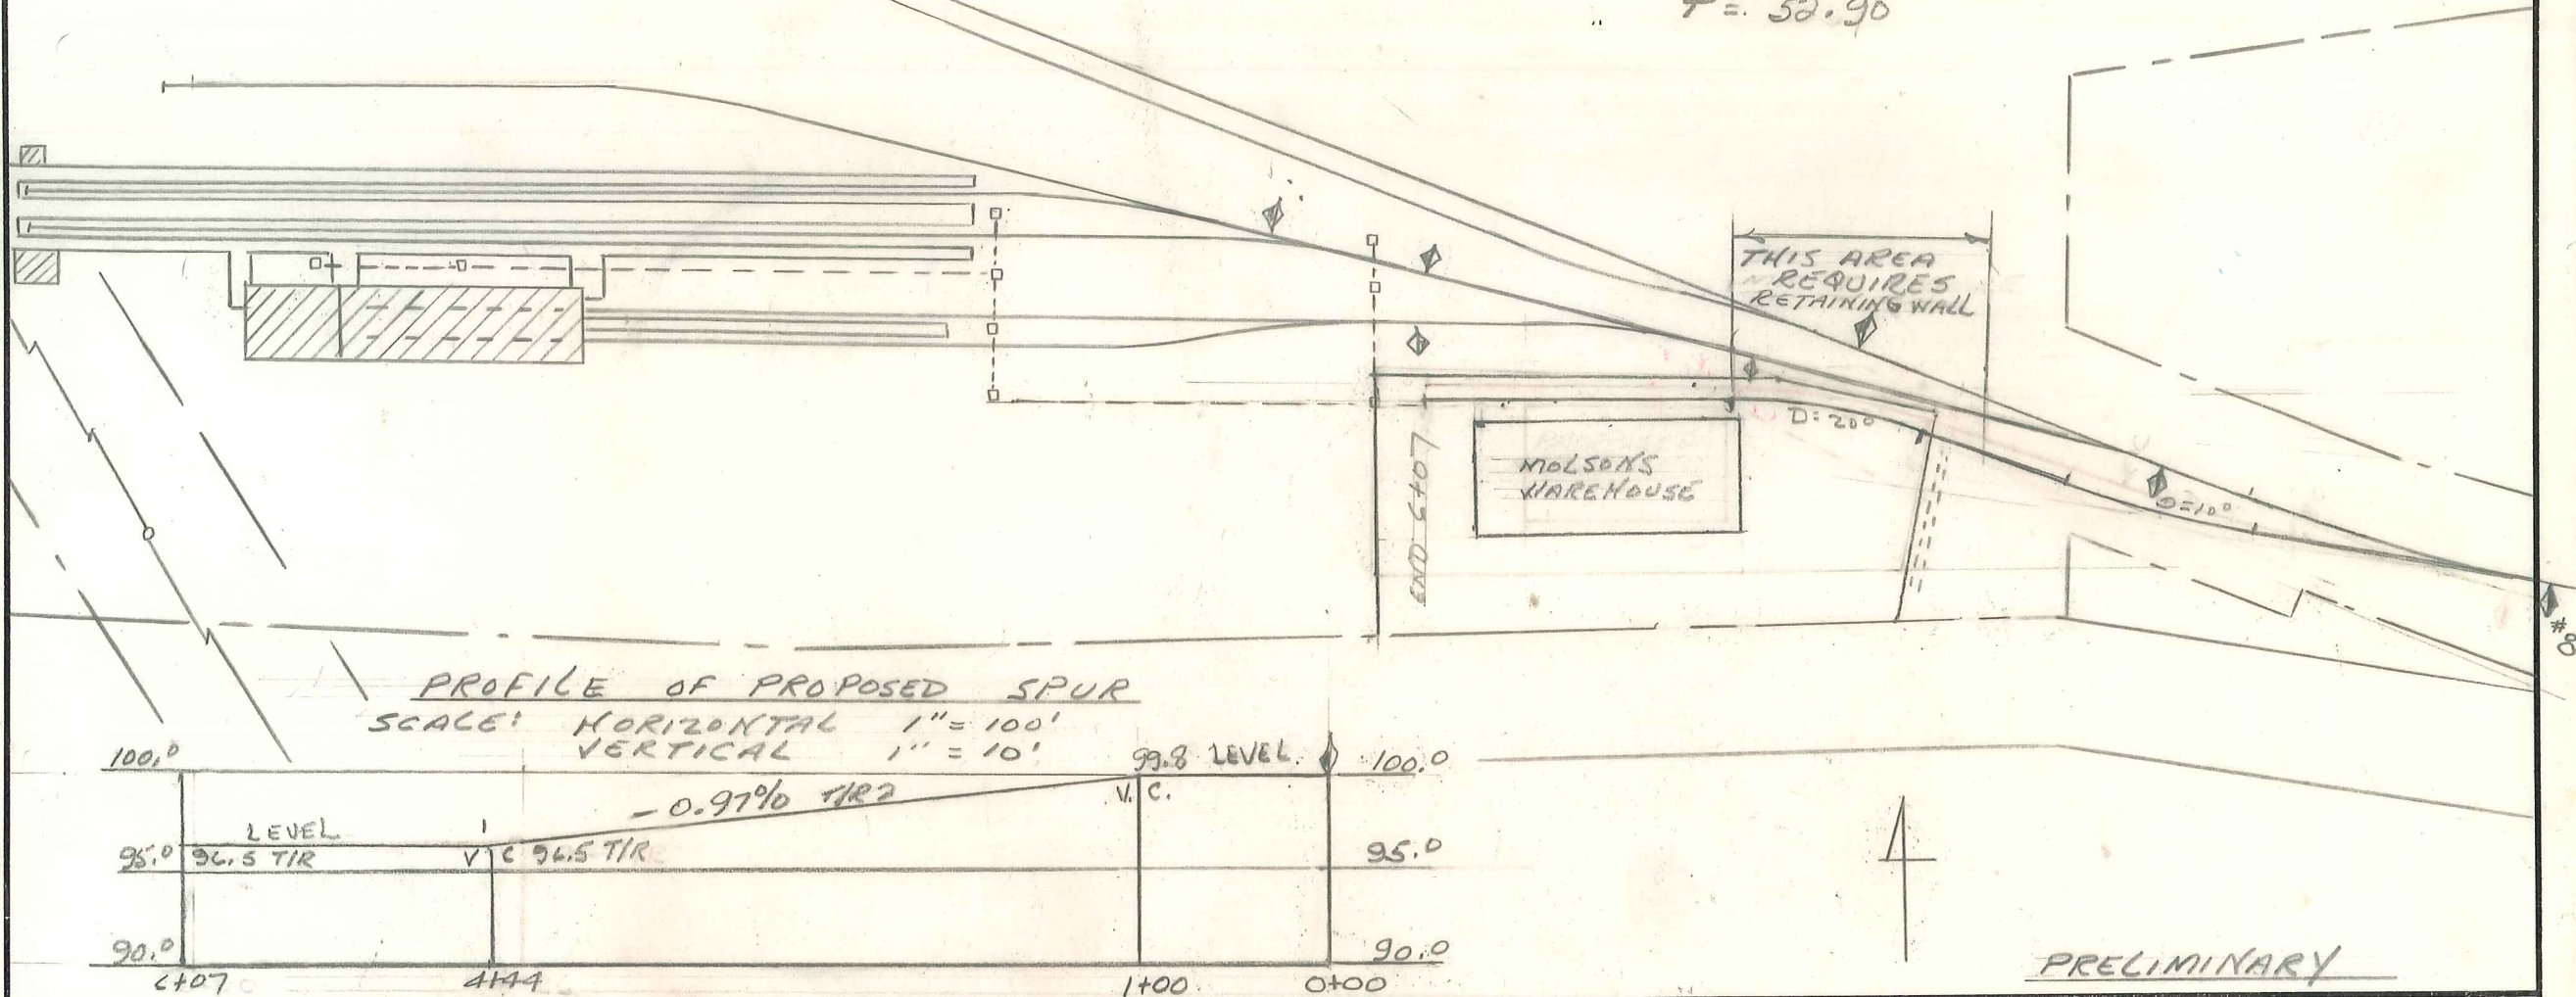 T = 52.90
THIS AREA
REQUIRES
RETAINING WALL
D=20°
MOLSONS
WAREHOUSE
END 6+07
D=10°
#8
PROFILE OF PROPOSED SPUR
SCALE: HORIZONTAL 1"= 100'
VERTICAL 1" = 10'
100.0
99.8 LEVEL
100.0
-0.97% T/R
V.C.
LEVEL
95.0
96.5 T/R
V C 96.5 T/R
95.0
90.0
90.0
6+07
4+44
1+00
0+00
PRELIMINARY